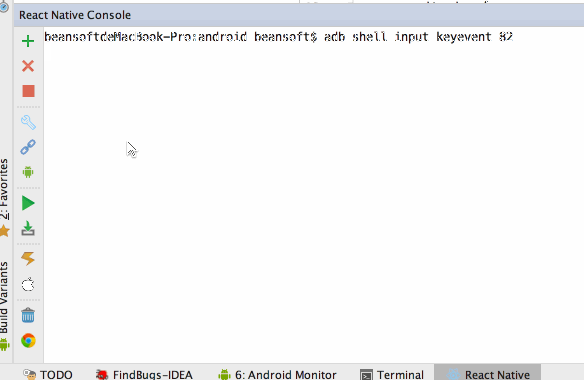 React Native Console
beansoftdeMacBook-Pro:android beansoft$ adb shell input keyevent 82
2: Favorites
Build Variants
TODO
FindBugs-IDEA
6: Android Monitor
Terminal
React Native